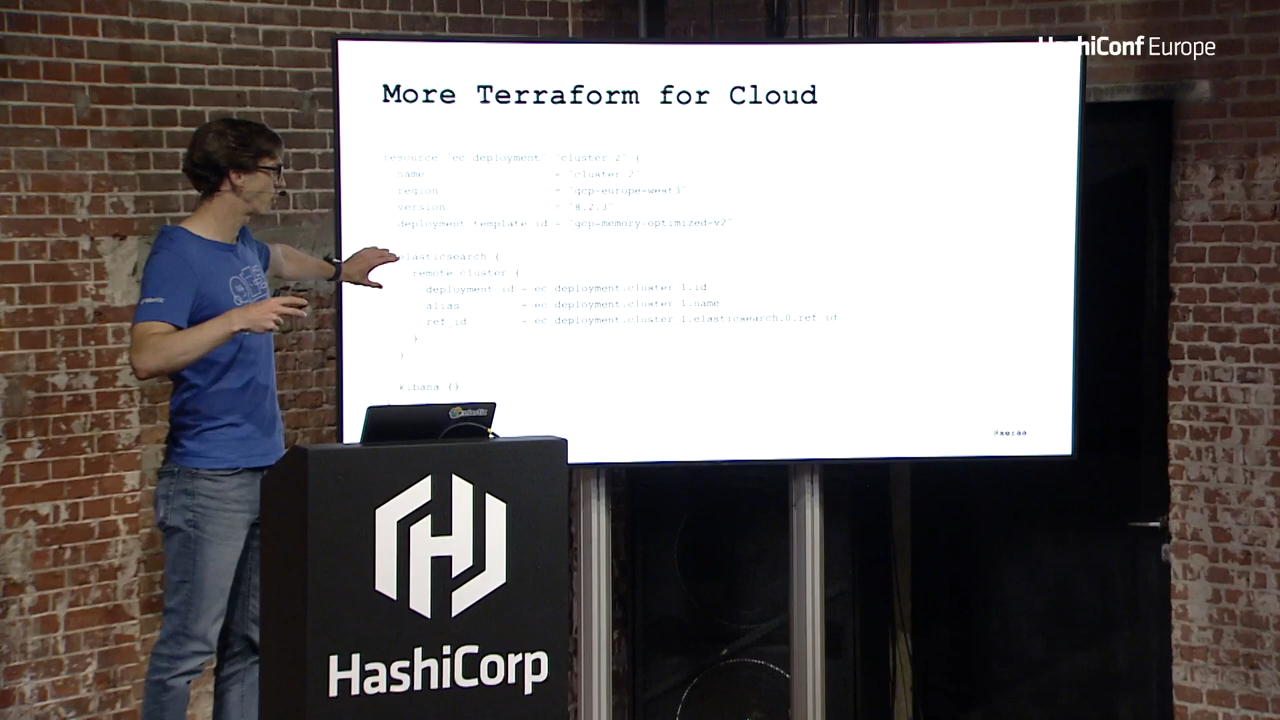 HashiConf Europe
More Terraform for Cloud
resource "ec_deployment" "cluster_2" {
name = "cluster_2"
region = "gcp-europe-west3"
version = "8.2.3"
deployment_template_id = "gcp-memory-optimized-v2"
elasticsearch {
remote_cluster {
deployment_id = ec_deployment.cluster_1.id
alias = ec_deployment.cluster_1.name
ref_id = ec_deployment.cluster_1.elasticsearch.0.ref_id
}
}
kibana {}
@xeraa
elastic
HashiCorp